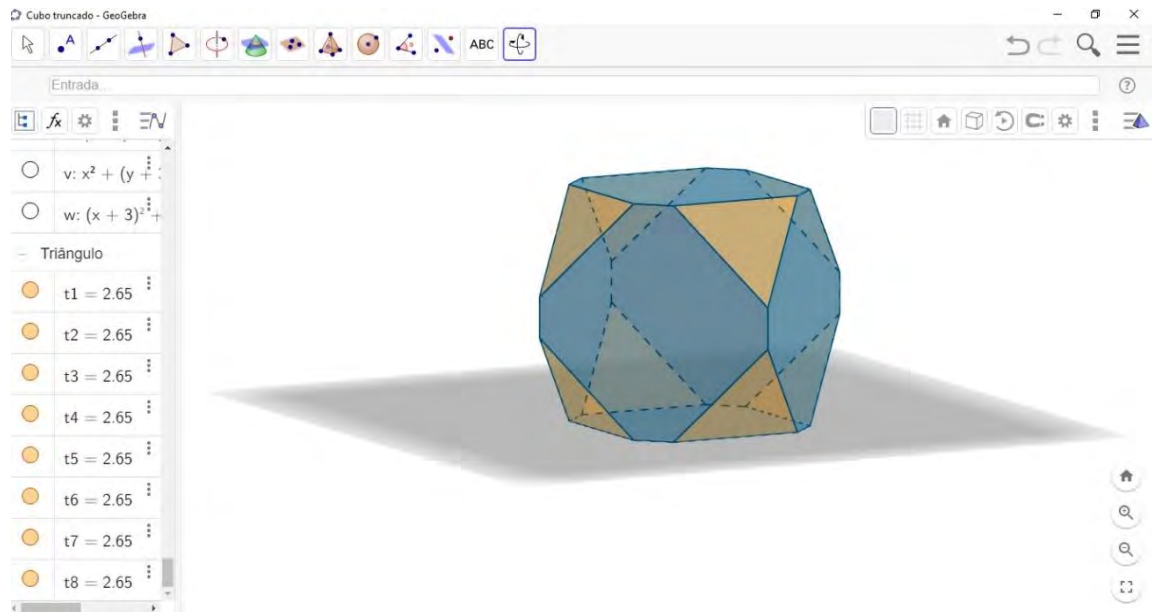 Cubo truncado - GeoGebra
A
ABC
Entrada...
fx
v: x² + (y +
w: (x + 3)² +
Triângulo
t1 = 2.65
t2 = 2.65
t3 = 2.65
t4 = 2.65
t5 = 2.65
t6 = 2.65
t7 = 2.65
t8 = 2.65